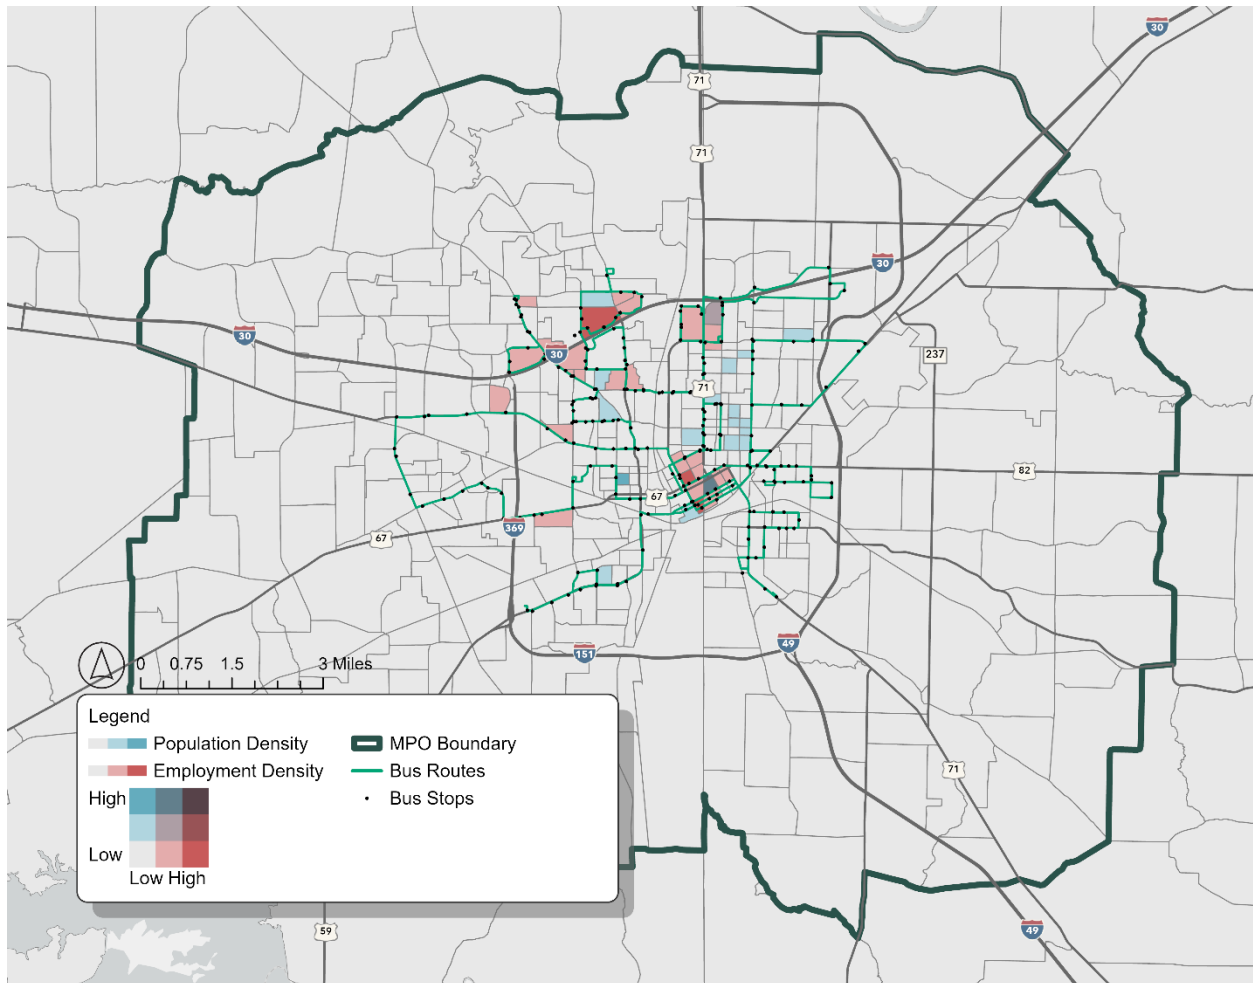 30
71
71
30
30
30
237
71
82
67
67
369
49
151
0 0.75 1.5 3 Miles
Legend
Population Density
MPO Boundary
Employment Density
Bus Routes
High
Bus Stops
Low
Low High
71
59
49